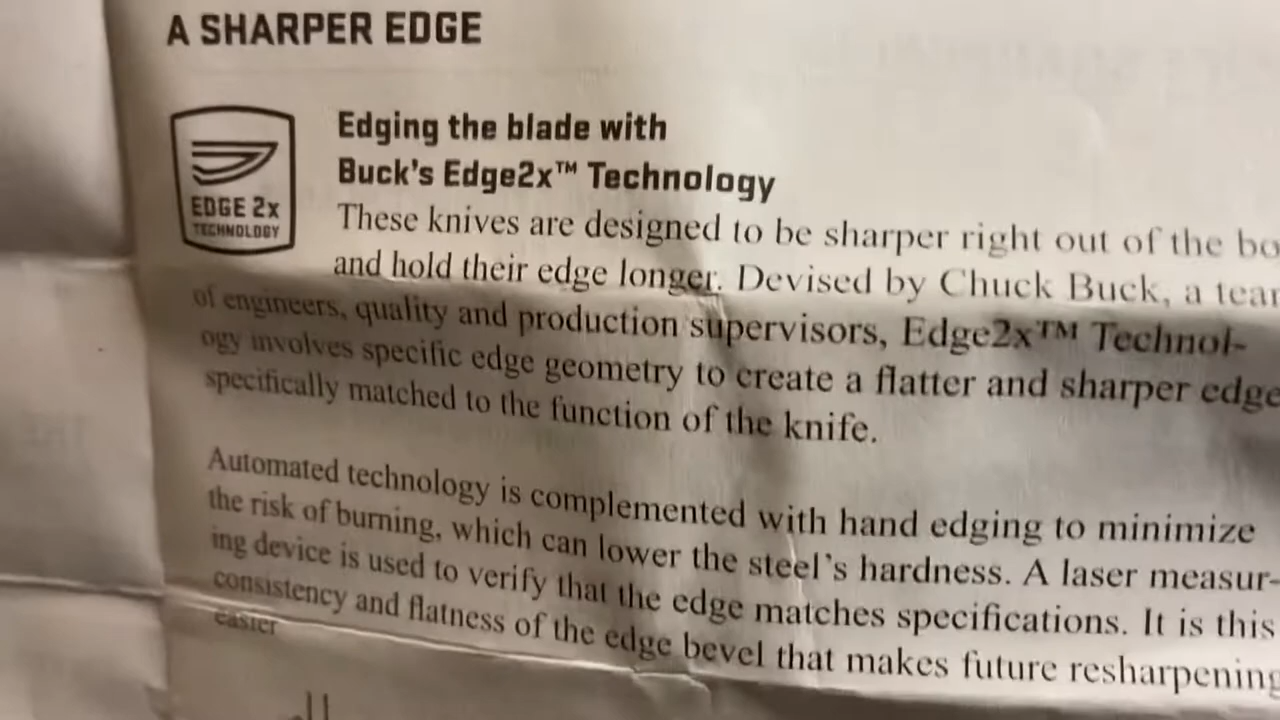 A SHARPER EDGE
EDGE 2x
TECHNOLOGY
Edging the blade with
Buck's Edge2x™ Technology
These knives are designed to be sharper right out of the bo
and hold their edge longer. Devised by Chuck Buck, a tear
of engineers, quality and production supervisors, Edge2x™ Technol-
ogy involves specific edge geometry to create a flatter and sharper edge
specifically matched to the function of the knife.
Automated technology is complemented with hand edging to minimize
the risk of burning, which can lower the steel's hardness. A laser measur-
ing device is used to verify that the edge matches specifications. It is this
consistency and flatness of the edge bevel that makes future resharpening
easier